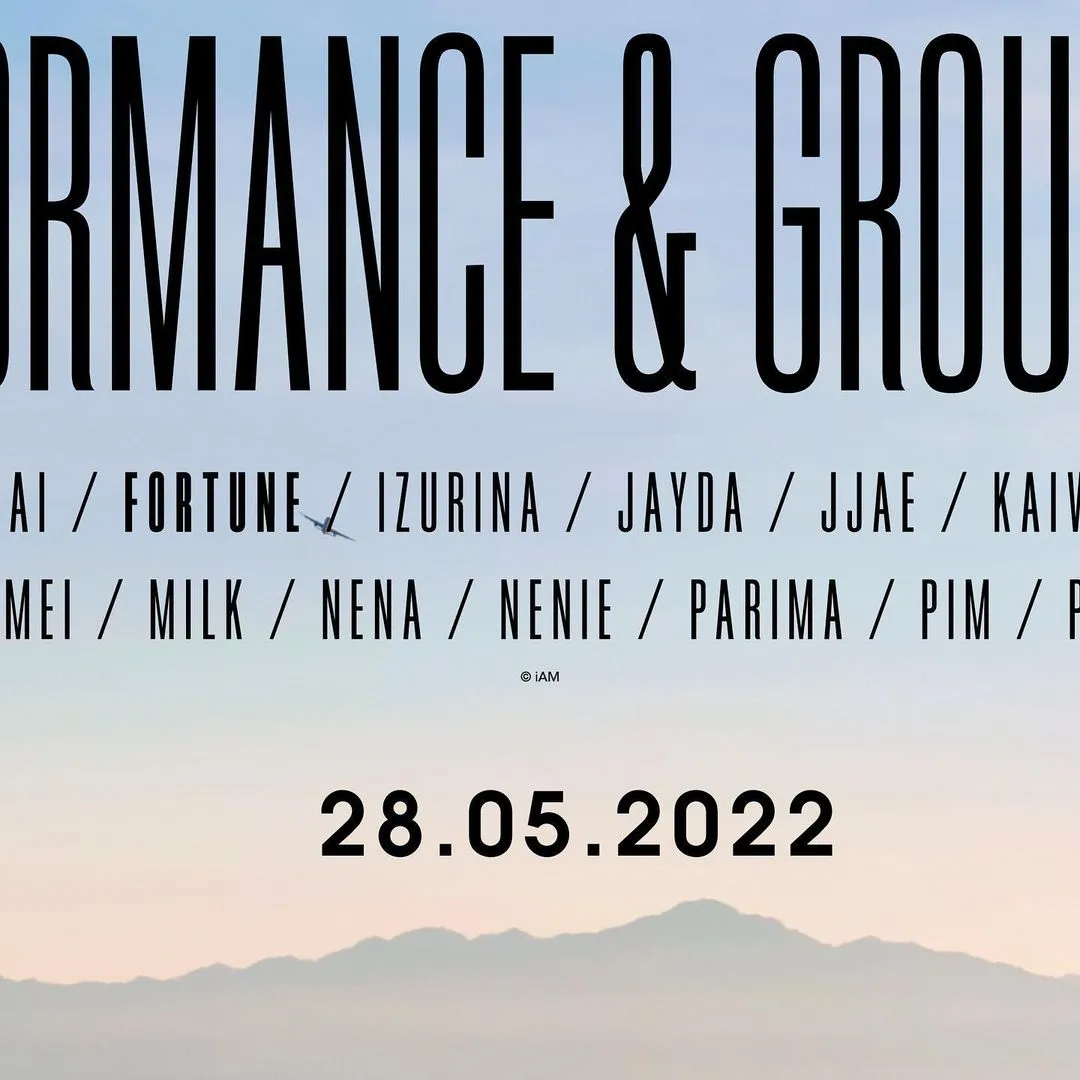 ORMANCE & GROU
AI / FORTUNE / IZURINA / JAYDA / JJAE / KAIV
MEI / MILK / NENA / NENIE / PARIMA / PIM / P
© iAM
28.05.2022